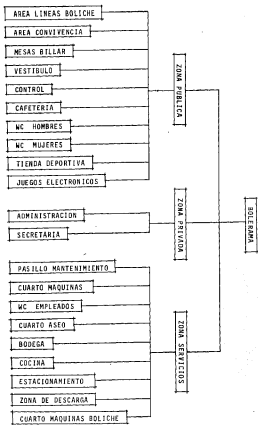 AREA LINEAS BOLICHE
AREA CONVIVENCIA
MESAS BILLAR
VESTIBULO
CONTROL
CAFETERIA
WC HOMBRES
WC MUJERES
TIENDA DEPORTIVA
JUEGOS ELECTRONICOS
ZONA PUBLICA
ADMINISTRACION
SECRETARIA
ZONA PRIVADA
BOLERAMA
PASILLO MANTENIMIENTO
CUARTO MAQUINAS
WC EMPLEADOS
CUARTO ASEO
BODEGA
COCINA
ESTACIONAMIENTO
ZONA DE DESCARGA
CUARTO MAQUINAS BOLICHE
ZONA SERVICIOS